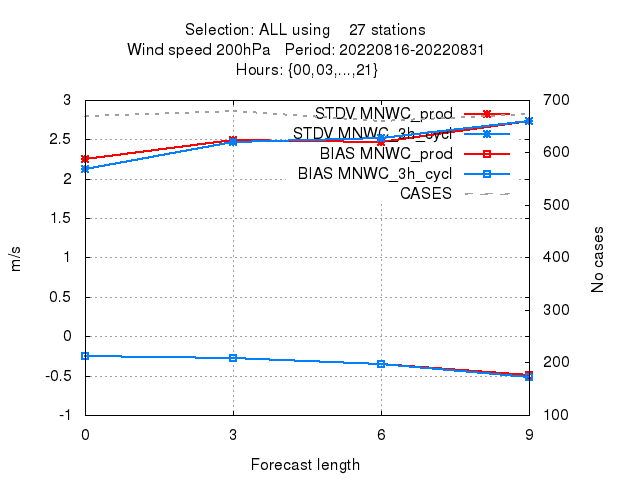 Selection: ALL using 27 stations
Wind speed 200hPa Period: 20220816-20220831
Hours: {00,03,...,21}
STDV MNWC_prod
STDV MNWC_3h_cycl
BIAS MNWC_prod
BIAS MNWC_3h_cycl
CASES
3
2.5
2
1.5
1
0.5
0
-0.5
-1
m/s
700
600
500
400
300
200
100
No cases
0 3 6 9
Forecast length